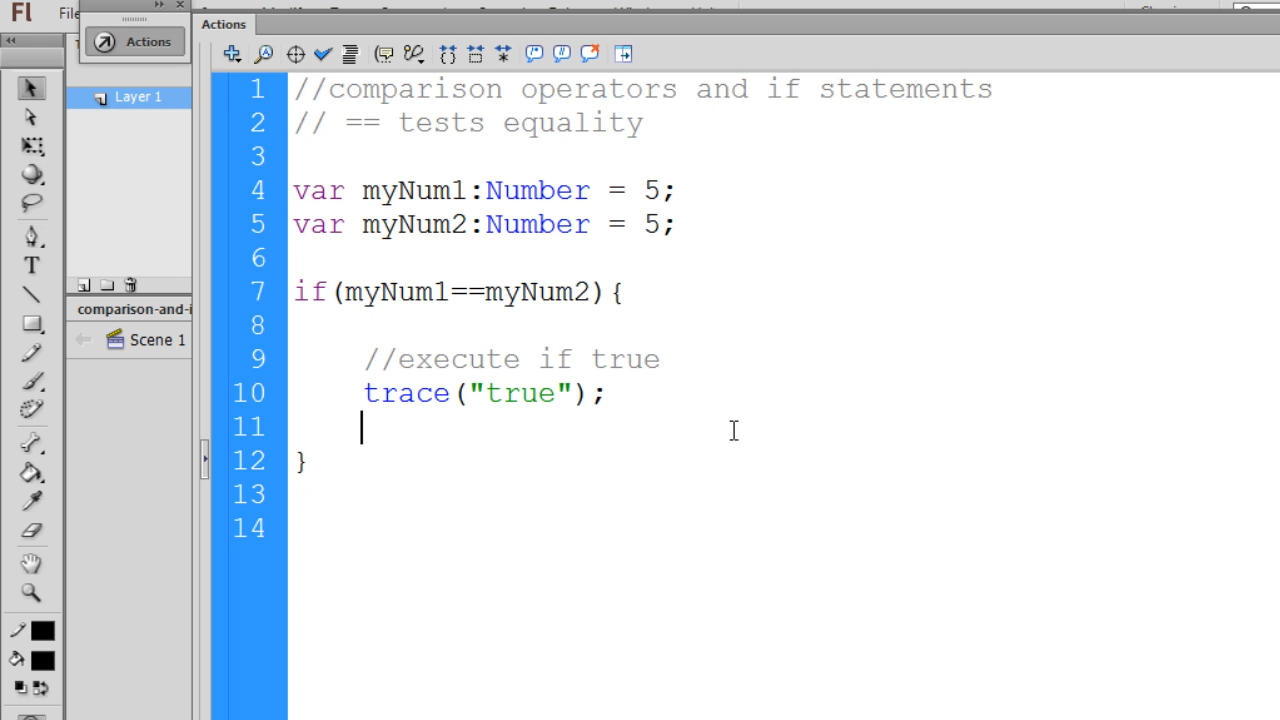 Fl
File
Actions
Actions
Layer 1
comparison-and-i
Scene 1
1 //comparison operators and if statements
2 // == tests equality
3
4 var myNum1:Number = 5;
5 var myNum2:Number = 5;
6
7 if(myNum1==myNum2){
8
9 //execute if true
10 trace("true");
11
12 }
13
14